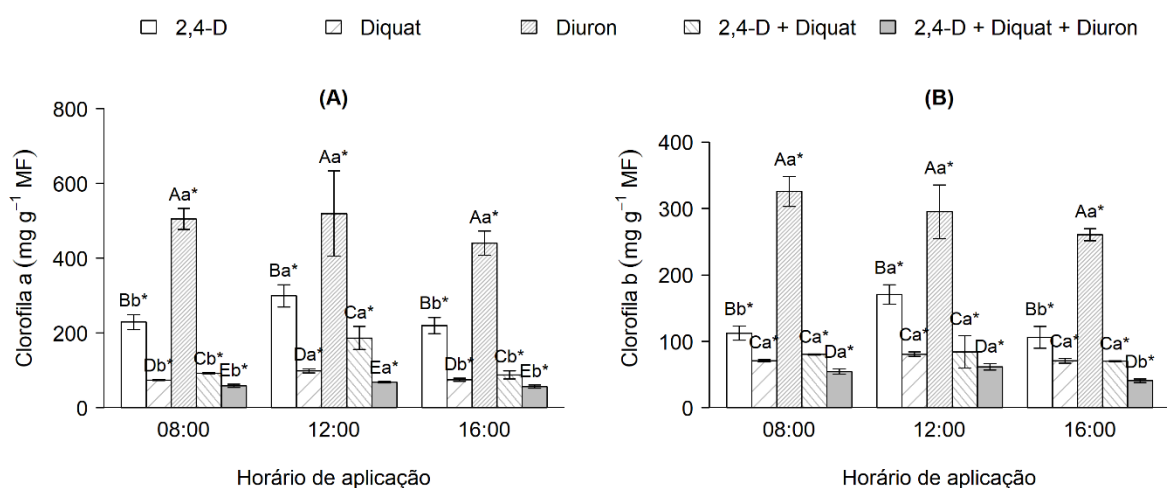 2,4-D Diquat Diuron 2,4-D + Diquat 2,4-D + Diquat + Diuron
(A)
Clorofila a (mg g⁻¹ MF)
800
600
400
200
0
Bb* Db* Aa* Cb* Eb*
Ba* Da* Aa* Ca* Ea*
Bb* Db* Aa* Cb* Eb*
08:00 12:00 16:00
Horário de aplicação
(B)
Clorofila b (mg g⁻¹ MF)
400
300
200
100
0
Bb* Ca* Aa* Ca* Da*
Ba* Ca* Aa* Ca* Da*
Bb* Ca* Aa* Ca* Db*
08:00 12:00 16:00
Horário de aplicação